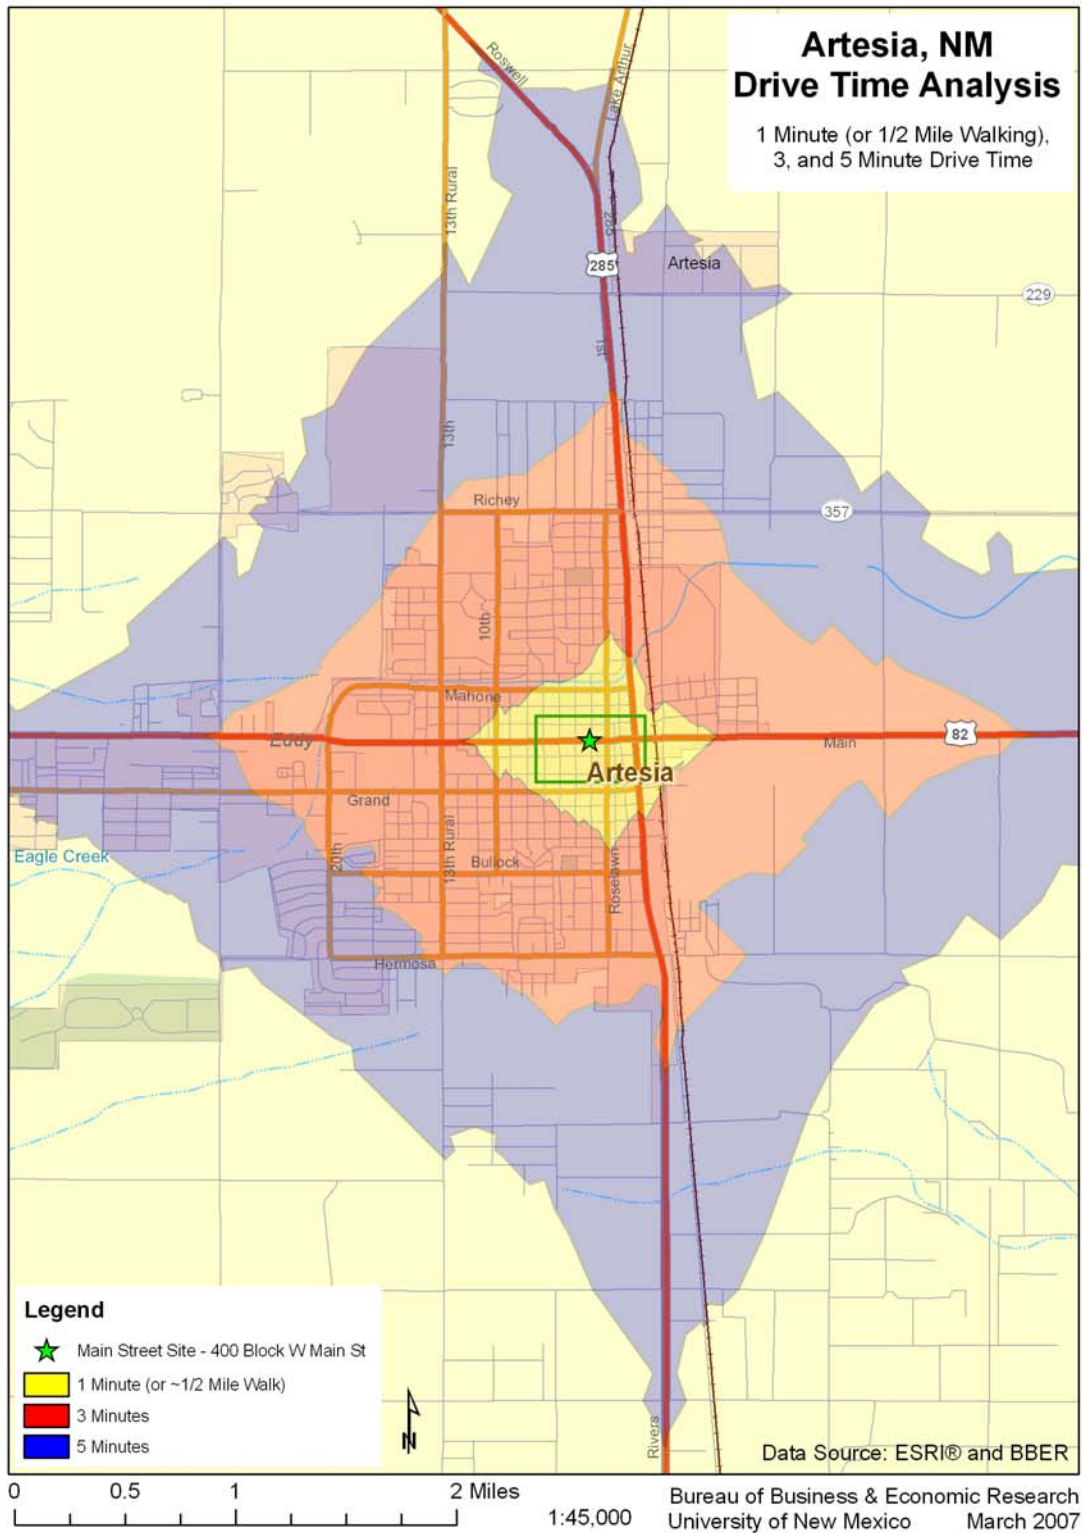 Artesia, NM
Drive Time Analysis
1 Minute (or 1/2 Mile Walking),
3, and 5 Minute Drive Time
Roswell
Lake Arthur
13th Rural
285
285
Artesia
229
1st
13th
Richey
357
10th
Mahone
Eddy
Main
82
Artesia
Grand
Eagle Creek
20th
13th Rural
Bullock
Roselawn
Hermosa
Legend
Main Street Site - 400 Block W Main St
1 Minute (or ~1/2 Mile Walk)
3 Minutes
5 Minutes
N
Rivers
Data Source: ESRI® and BBER
0 0.5 1 2 Miles
1:45,000
Bureau of Business & Economic Research
University of New Mexico March 2007